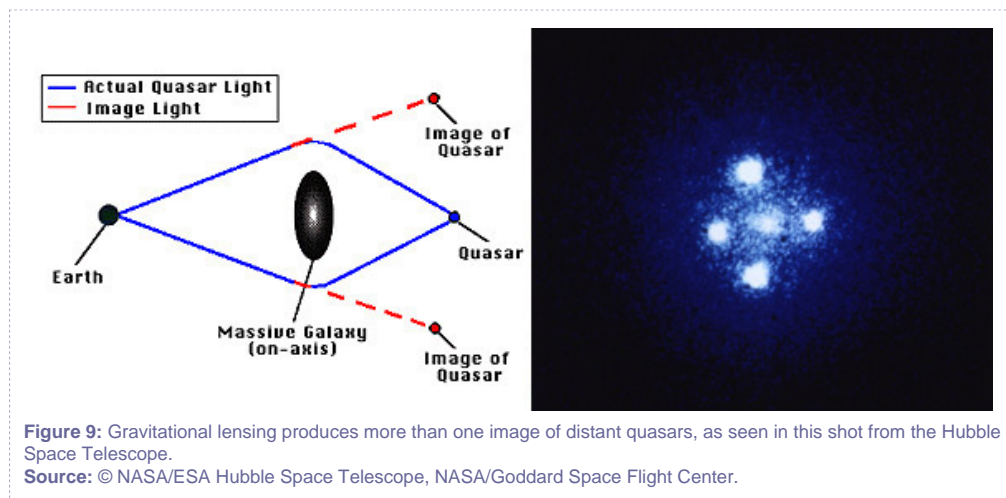 Actual Quasar Light
Image Light
Image of
Quasar
Earth
Quasar
Massive Galaxy
(on-axis)
Image of
Quasar
Figure 9: Gravitational lensing produces more than one image of distant quasars, as seen in this shot from the Hubble
Space Telescope.
Source: © NASA/ESA Hubble Space Telescope, NASA/Goddard Space Flight Center.